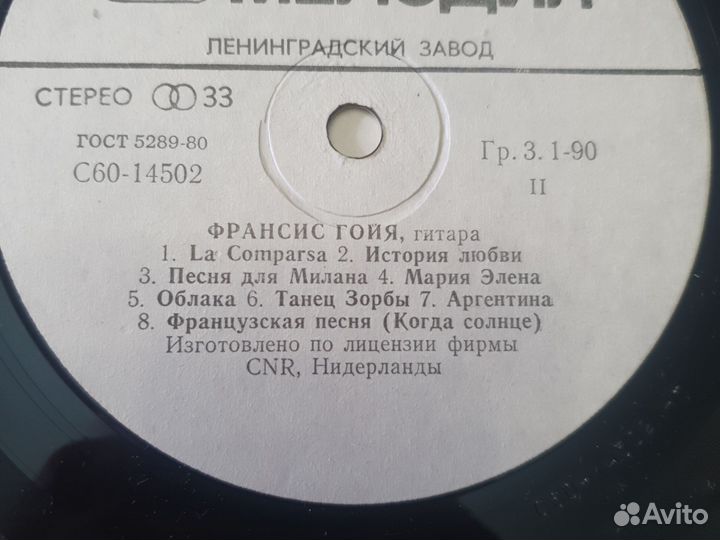 МЕЛОДИЯ
ЛЕНИНГРАДСКИЙ ЗАВОД
СТЕРЕО 33
ГОСТ 5289-80
С60-14502
Гр. 3. 1-90
II
ФРАНСИС ГОЙЯ, гитара
1. La Comparsa 2. История любви
3. Песня для Милана 4. Мария Элена
5. Облака 6. Танец Зорбы 7. Аргентина
8. Французская песня (Когда солнце)
Изготовлено по лицензии фирмы
CNR, Нидерланды
Avito